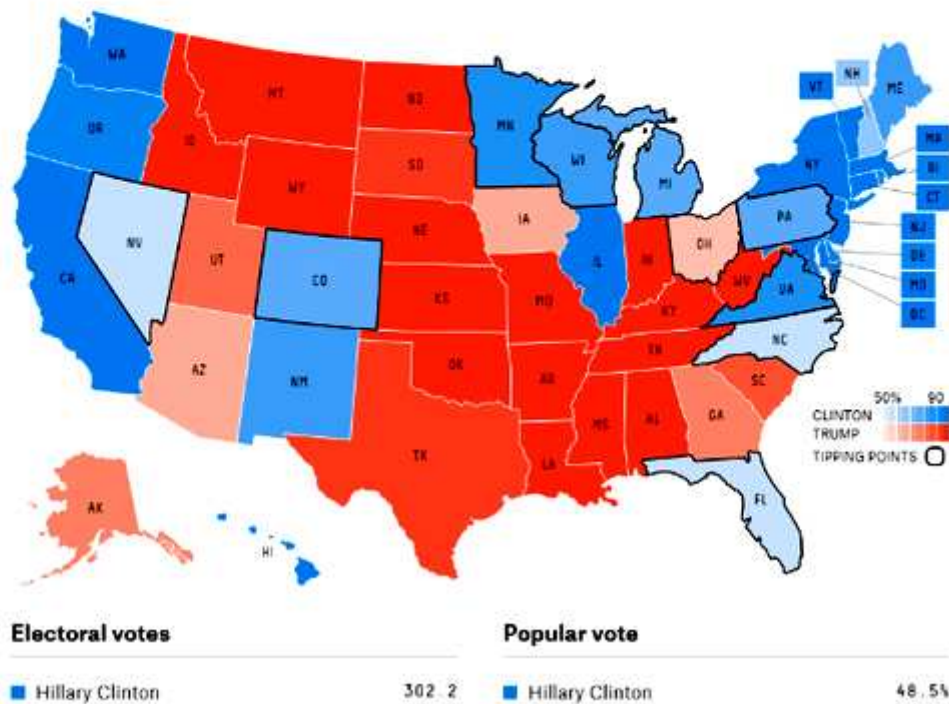 WA
MT
ND
OR
ID
WY
SD
MN
WI
MI
VT
NH
ME
NY
MA
RI
CT
NJ
DE
MD
DC
PA
NV
UT
CO
NE
IA
IL
IN
OH
WV
VA
CA
AZ
NM
KS
MO
KY
NC
OK
AR
TN
SC
TX
LA
MS
AL
GA
FL
AK
HI
50% 90
CLINTON
TRUMP
TIPPING POINTS
Electoral votes
Popular vote
Hillary Clinton 302.2
Hillary Clinton 48.5%